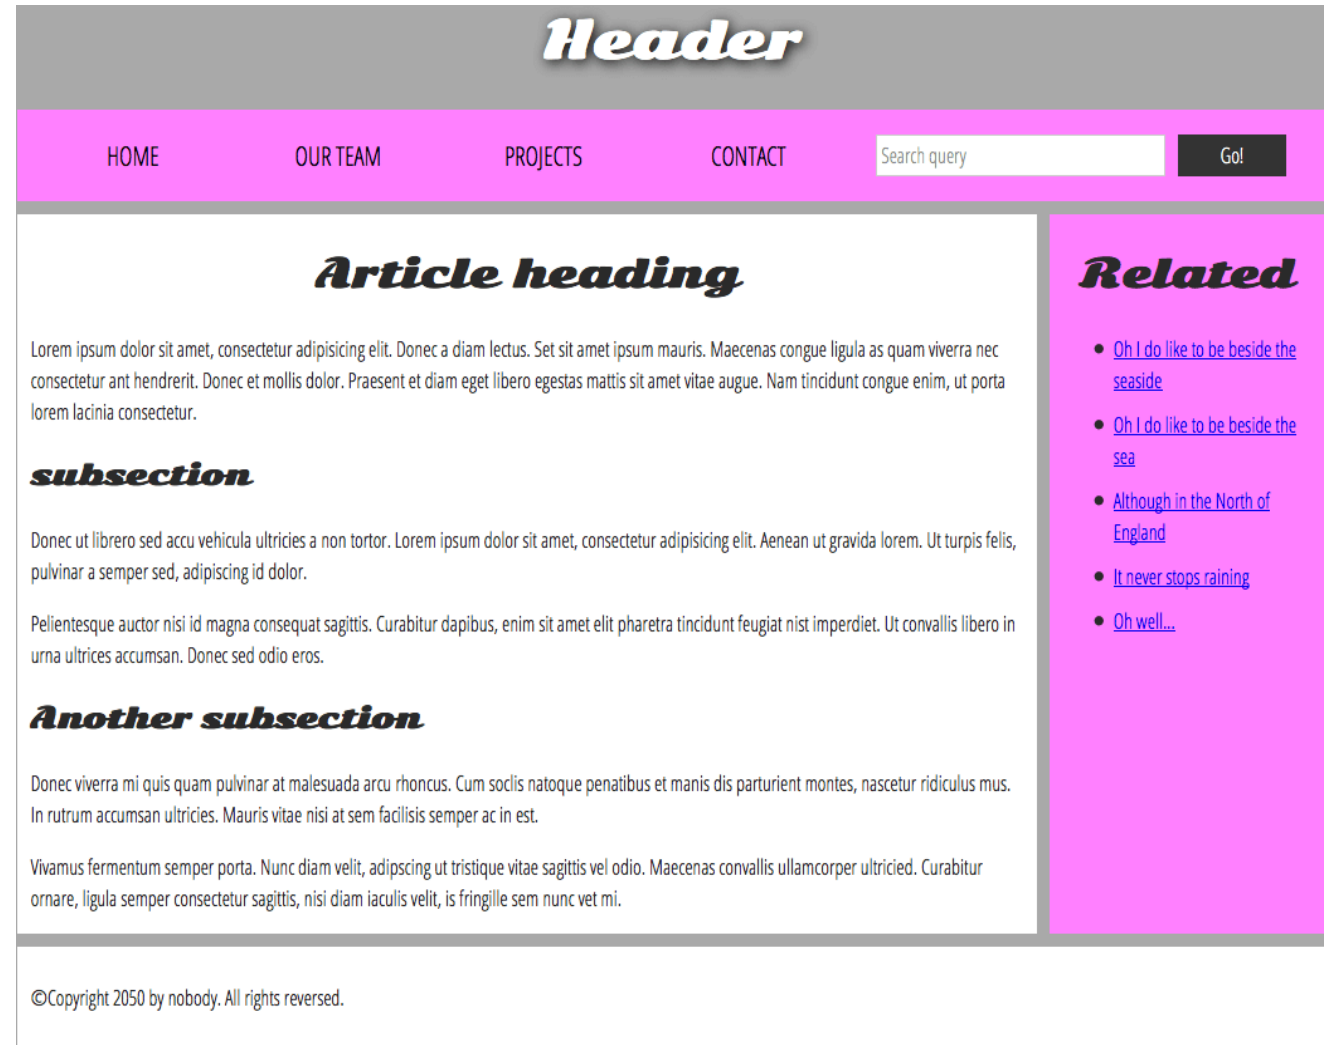 Header
HOME OUR TEAM PROJECTS CONTACT Search query Go!
Article heading
Lorem ipsum dolor sit amet, consectetur adipisicing elit. Donec a diam lectus. Set sit amet ipsum mauris. Maecenas congue ligula as quam viverra nec
consectetur ant hendrerit. Donec et mollis dolor. Praesent et diam eget libero egestas mattis sit amet vitae augue. Nam tincidunt congue enim, ut porta
lorem lacinia consectetur.
subsection
Donec ut librero sed accu vehicula ultricies a non tortor. Lorem ipsum dolor sit amet, consectetur adipisicing elit. Aenean ut gravida lorem. Ut turpis felis,
pulvinar a semper sed, adipiscing id dolor.
Pelientesque auctor nisi id magna consequat sagittis. Curabitur dapibus, enim sit amet elit pharetra tincidunt feugiat nist imperdiet. Ut convallis libero in
urna ultrices accumsan. Donec sed odio eros.
Another subsection
Donec viverra mi quis quam pulvinar at malesuada arcu rhoncus. Cum soclis natoque penatibus et manis dis parturient montes, nascetur ridiculus mus.
In rutrum accumsan ultricies. Mauris vitae nisi at sem facilisis semper ac in est.
Vivamus fermentum semper porta. Nunc diam velit, adipscing ut tristique vitae sagittis vel odio. Maecenas convallis ullamcorper ultricied. Curabitur
ornare, ligula semper consectetur sagittis, nisi diam iaculis velit, is fringille sem nunc vet mi.
Related
Oh I do like to be beside the
seaside
Oh I do like to be beside the
sea
Although in the North of
England
It never stops raining
Oh well...
©Copyright 2050 by nobody. All rights reversed.